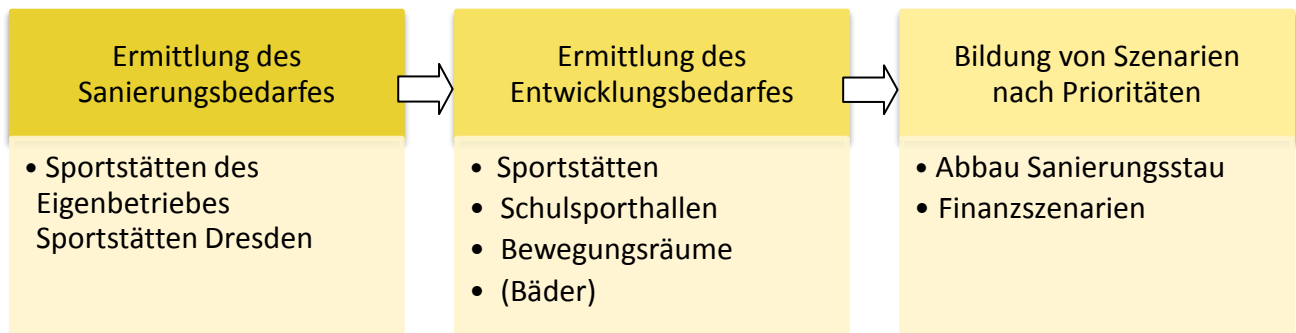 Ermittlung des
Sanierungsbedarfes
• Sportstätten des
Eigenbetriebes
Sportstätten Dresden
Ermittlung des
Entwicklungsbedarfes
• Sportstätten
• Schulsporthallen
• Bewegungsräume
• (Bäder)
Bildung von Szenarien
nach Prioritäten
• Abbau Sanierungsstau
• Finanzszenarien